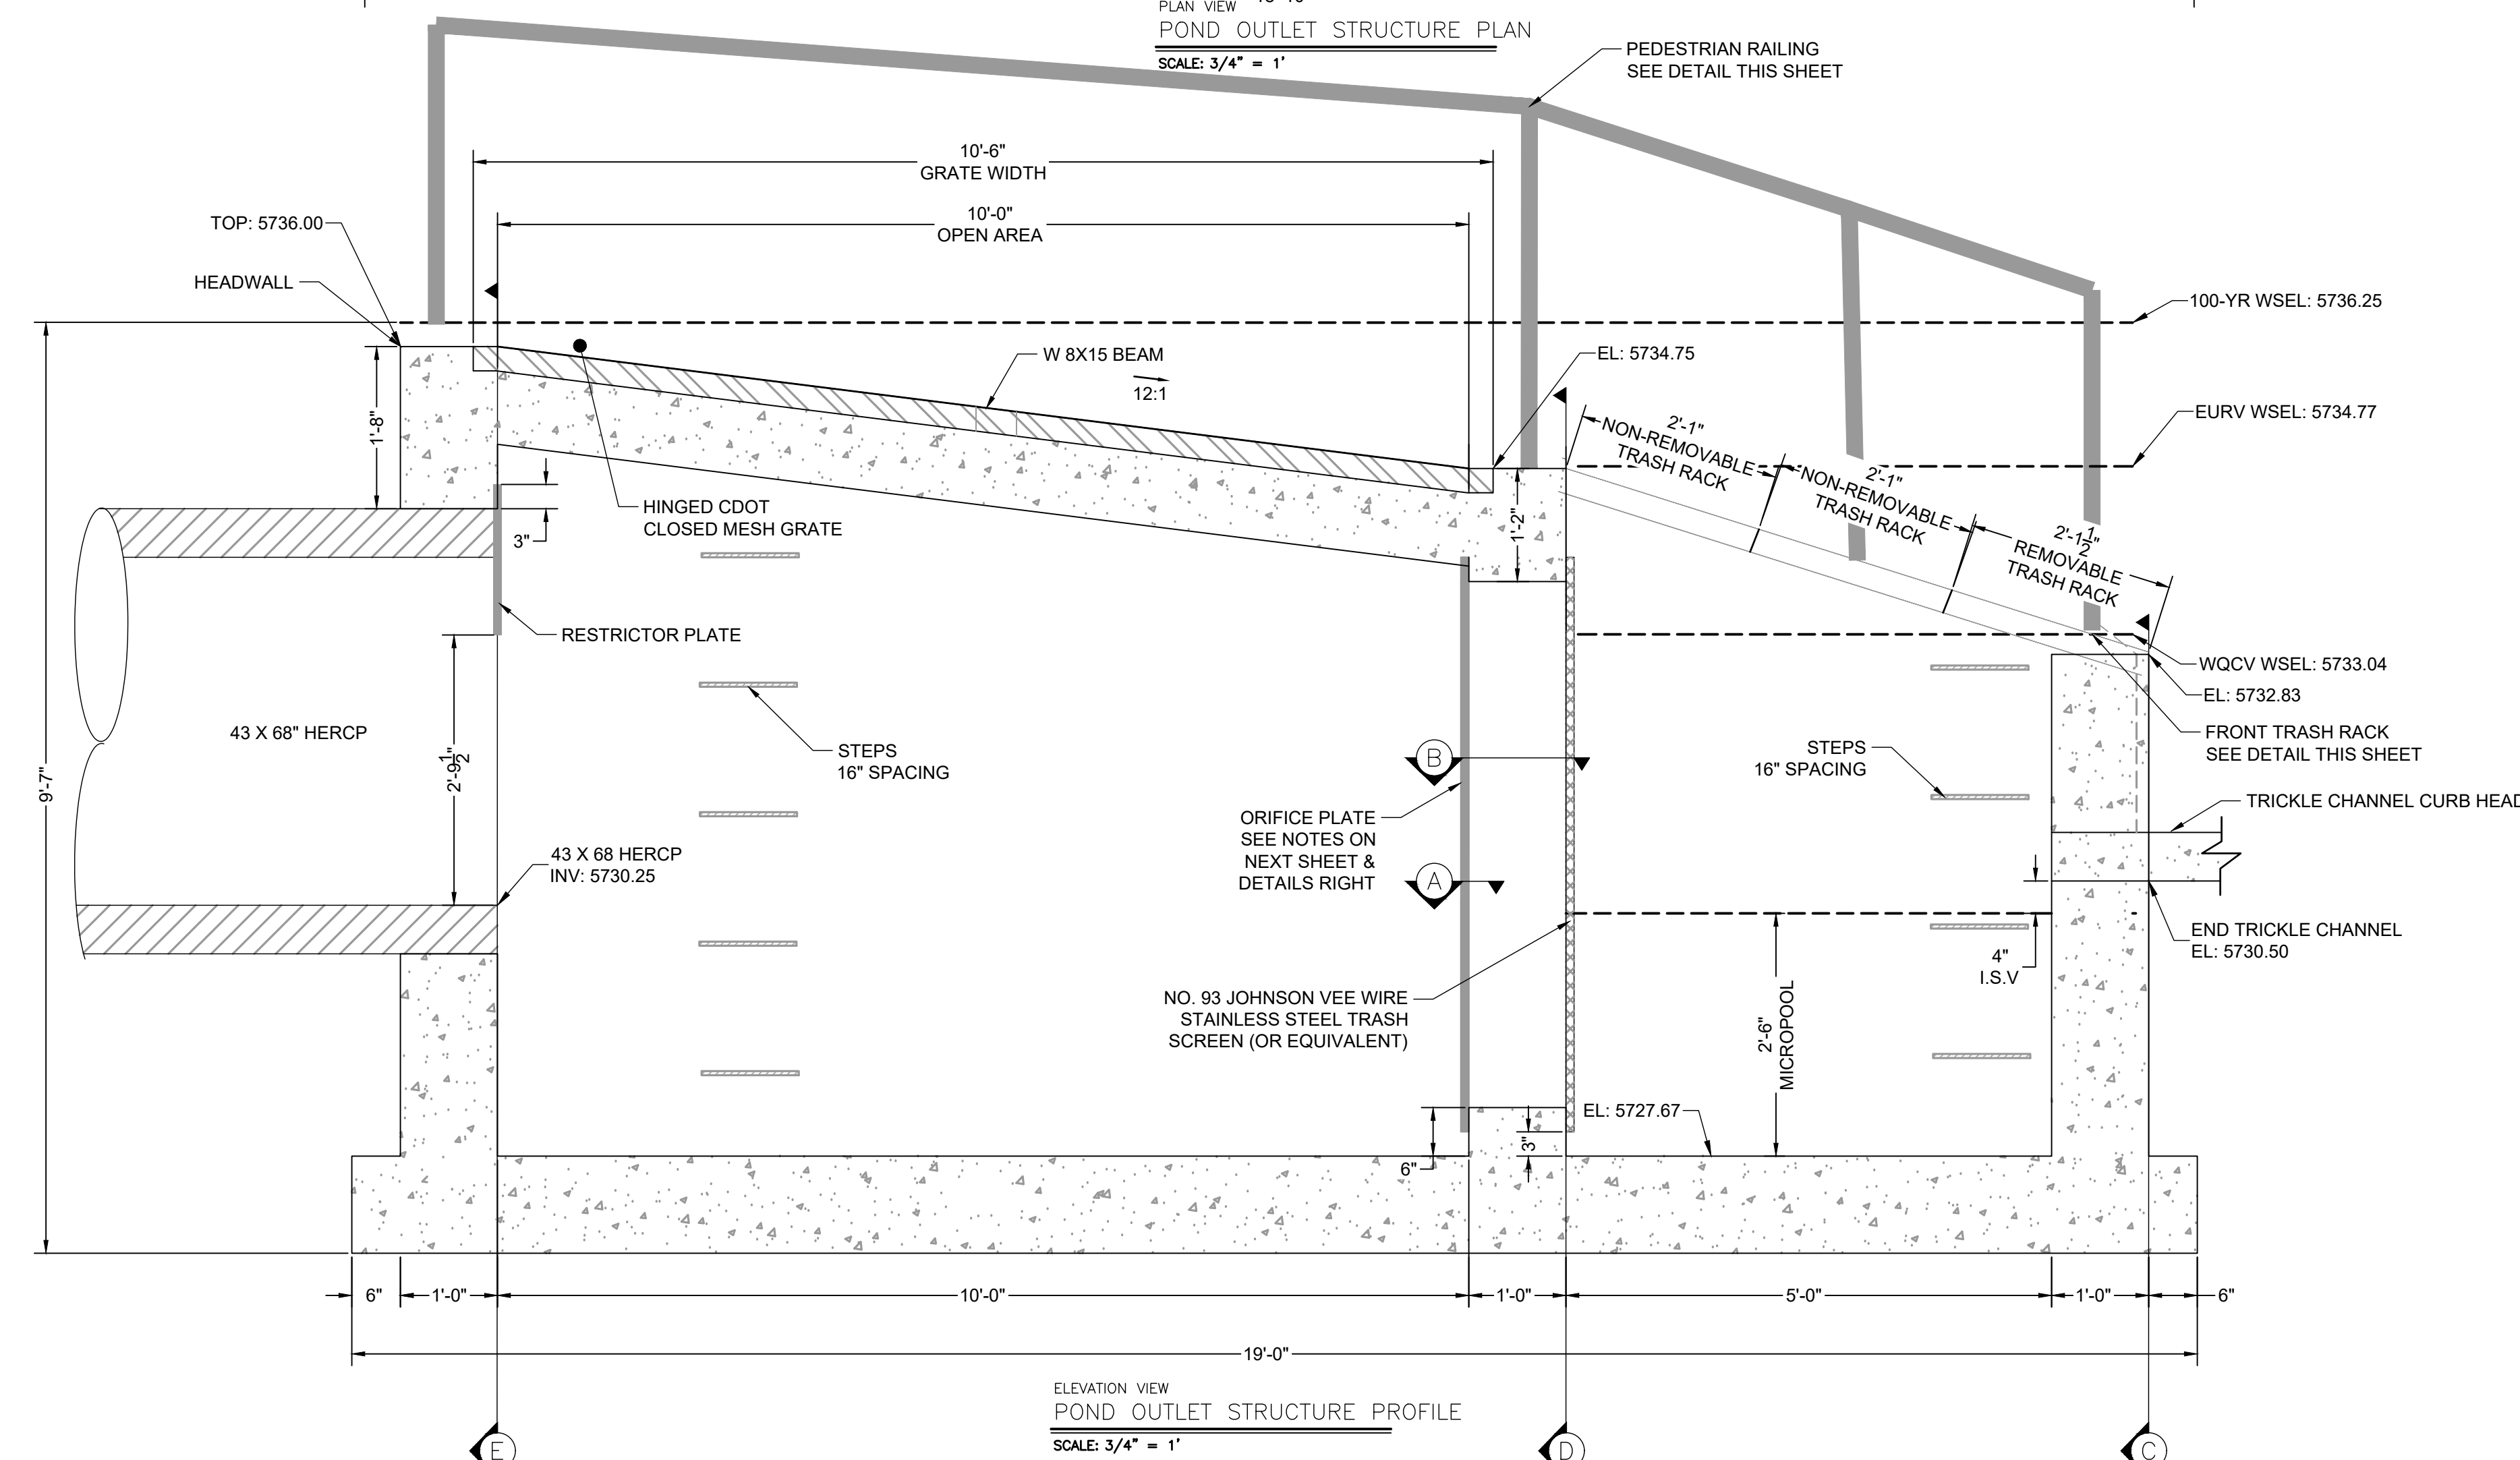 PLAN VIEW
POND OUTLET STRUCTURE PLAN
SCALE: 3/4" = 1'
PEDESTRIAN RAILING
SEE DETAIL THIS SHEET
10'-6"
GRATE WIDTH
10'-0"
OPEN AREA
TOP: 5736.00
HEADWALL
100-YR WSEL: 5736.25
W 8X15 BEAM
12:1
EL: 5734.75
EURV WSEL: 5734.77
2'-1"
NON-REMOVABLE
TRASH RACK
2'-1"
NON-REMOVABLE
TRASH RACK
2'-1 1/2"
REMOVABLE
TRASH RACK
1'-8"
3"
HINGED CDOT
CLOSED MESH GRATE
1'-2"
RESTRICTOR PLATE
WQCV WSEL: 5733.04
EL: 5732.83
FRONT TRASH RACK
SEE DETAIL THIS SHEET
43 X 68" HERCP
9'-7"
2'-9 1/2"
STEPS
16" SPACING
B
STEPS
16" SPACING
TRICKLE CHANNEL CURB HEAD
ORIFICE PLATE
SEE NOTES ON
NEXT SHEET &
DETAILS RIGHT
A
43 X 68 HERCP
INV: 5730.25
END TRICKLE CHANNEL
EL: 5730.50
4"
I.S.V
NO. 93 JOHNSON VEE WIRE
STAINLESS STEEL TRASH
SCREEN (OR EQUIVALENT)
2'-6"
MICROPOOL
EL: 5727.67
3"
6"
6"
1'-0"
10'-0"
1'-0"
5'-0"
1'-0"
6"
19'-0"
ELEVATION VIEW
POND OUTLET STRUCTURE PROFILE
SCALE: 3/4" = 1'
E
D
C